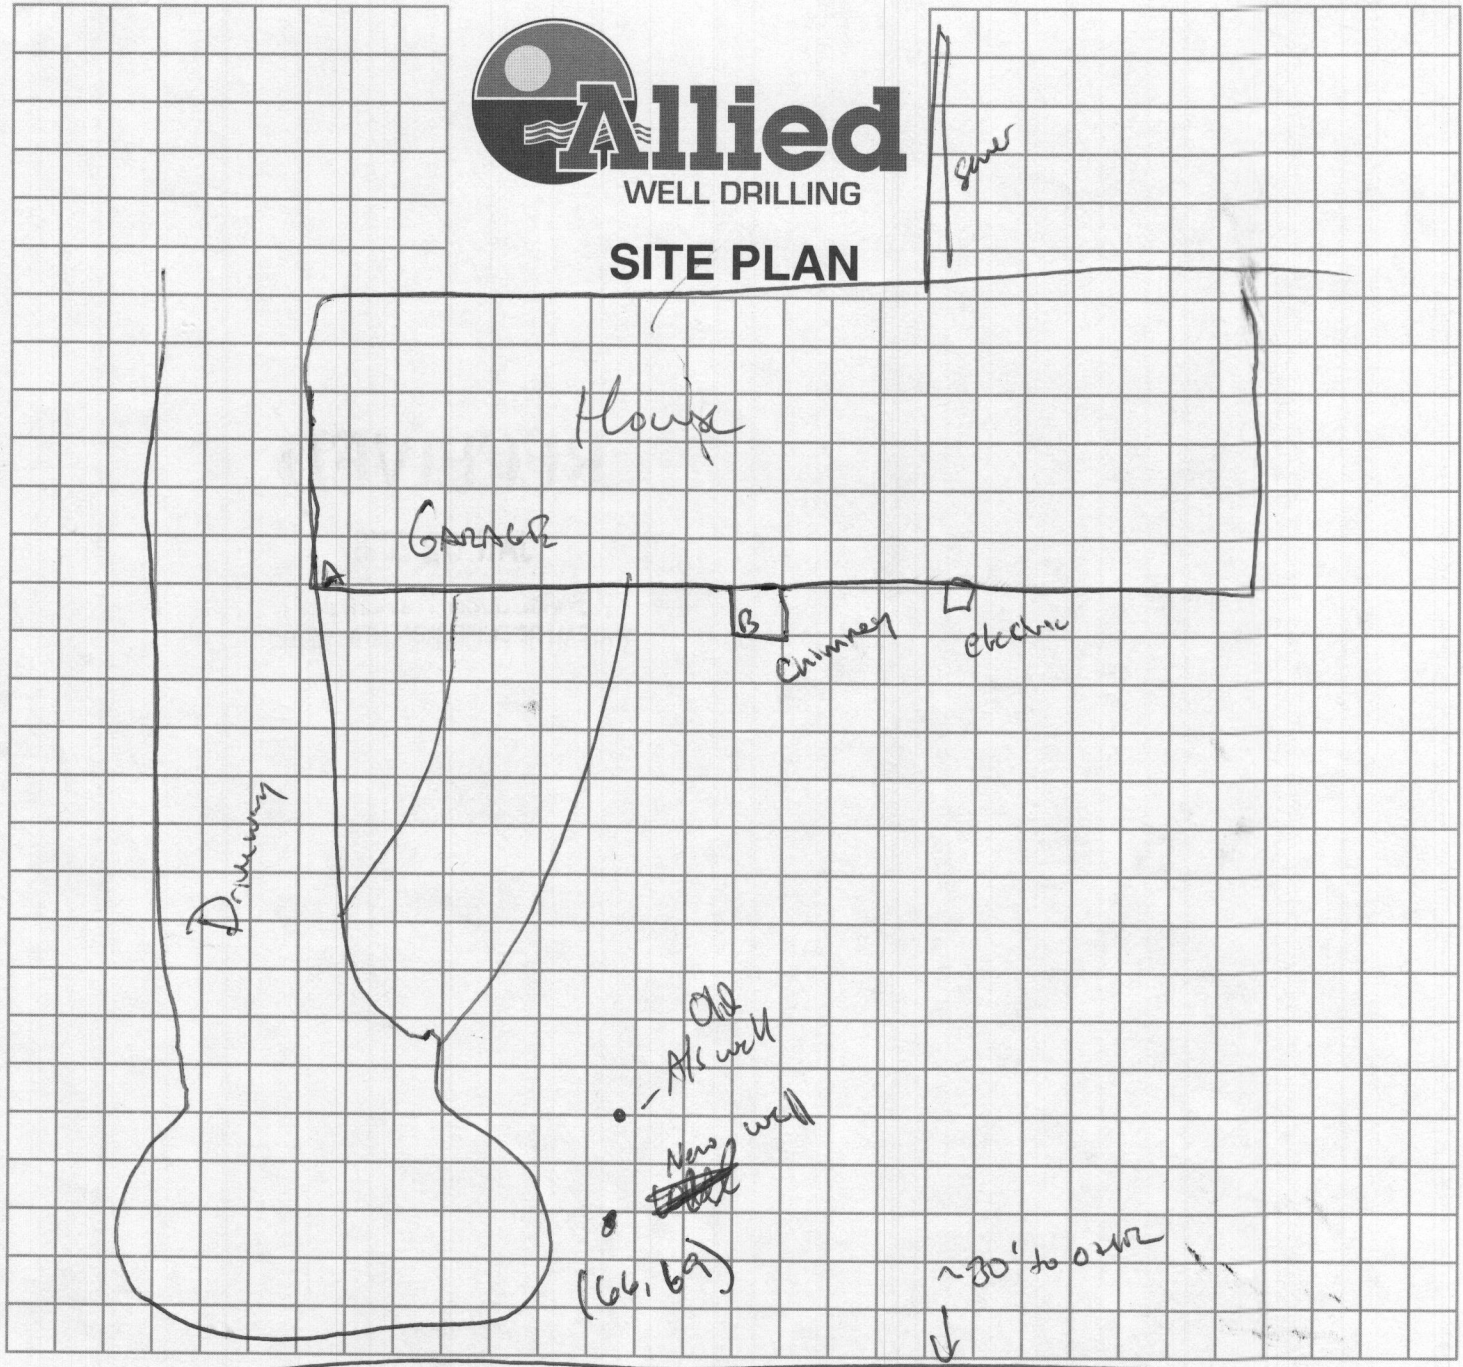 Allied
WELL DRILLING
SITE PLAN
Sewer
House
GARAGE
A
B
Chimney
electric
Driveway
Old
A/S well
New well
(66, 69)
~30' to